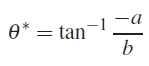 θ* = tan⁻¹ −a/b